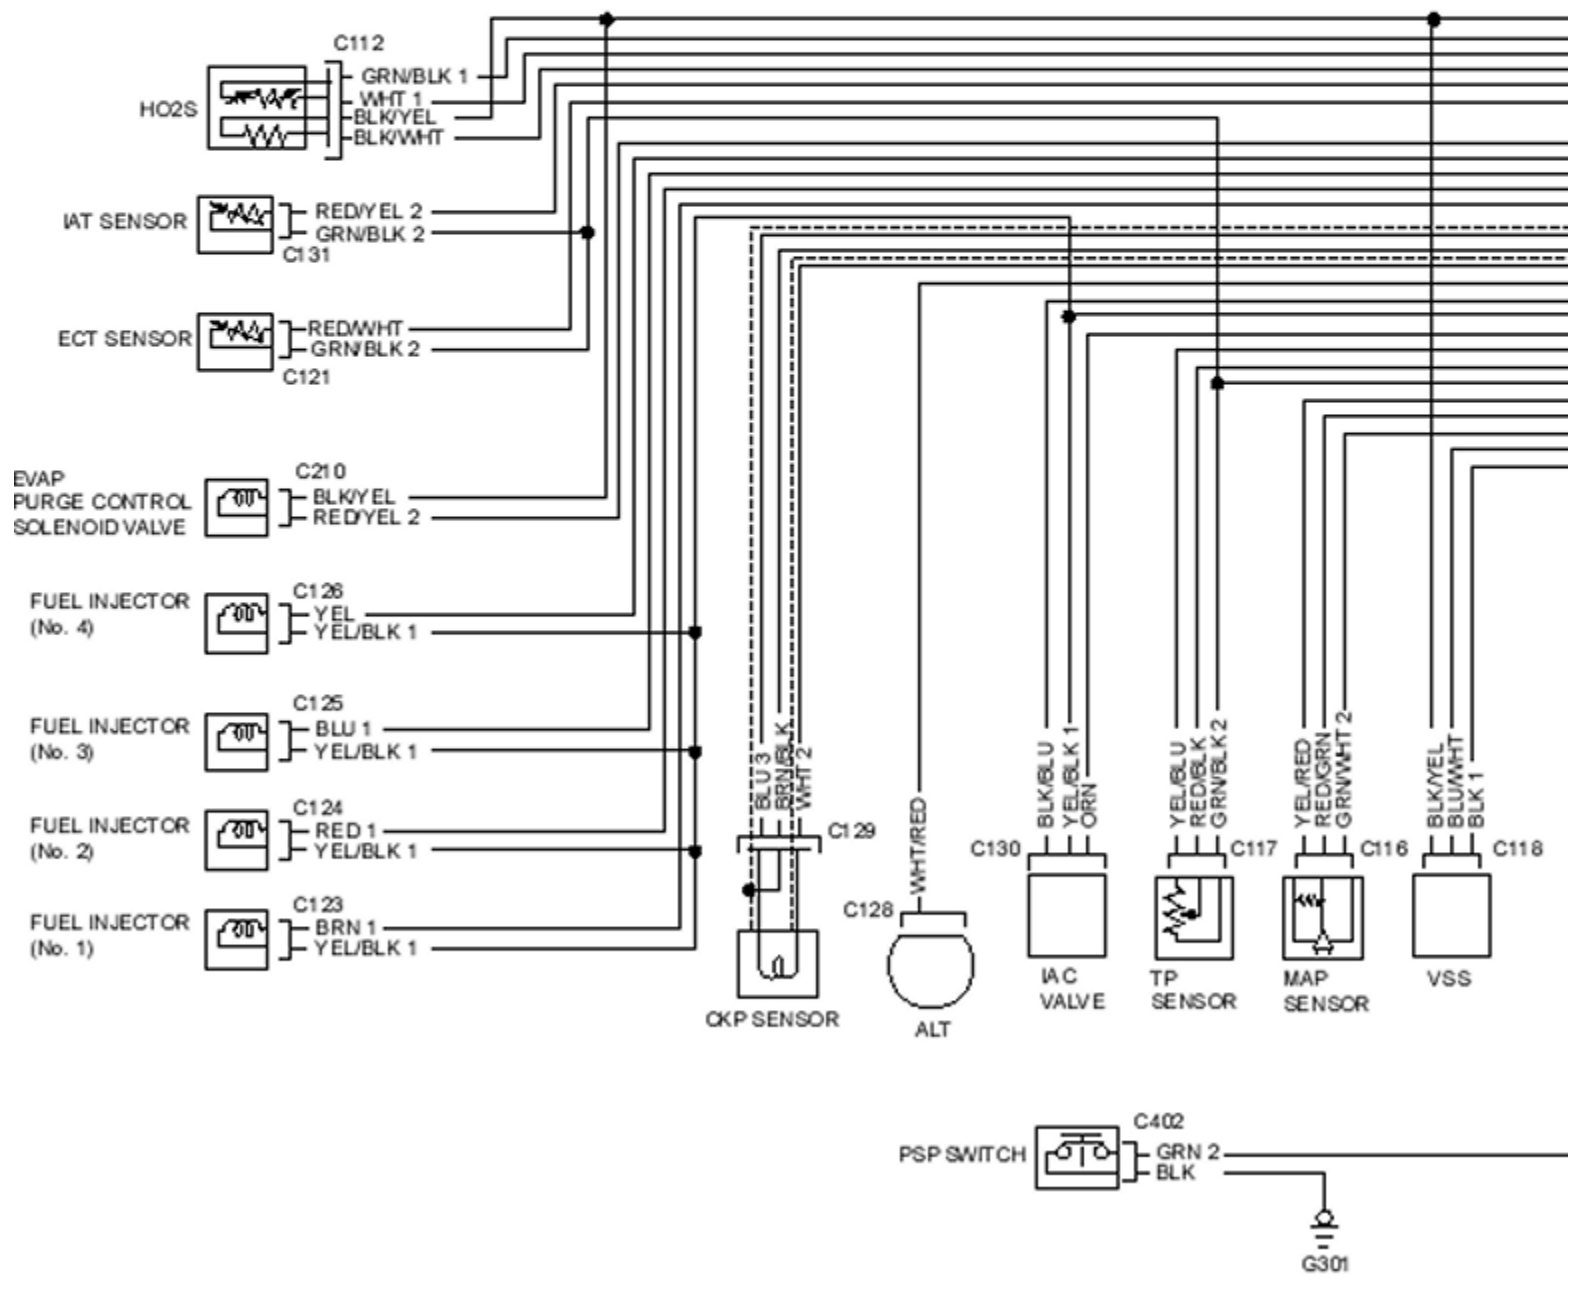 C112
HO2S
GRN/BLK 1
WHT 1
BLK/YEL
BLK/WHT
IAT SENSOR
RED/YEL 2
GRN/BLK 2
C131
ECT SENSOR
RED/WHT
GRN/BLK 2
C121
EVAP
PURGE CONTROL
SOLENOID VALVE
C210
BLK/YEL
RED/YEL 2
FUEL INJECTOR
(No. 4)
C126
YEL
YEL/BLK 1
FUEL INJECTOR
(No. 3)
C125
BLU 1
YEL/BLK 1
FUEL INJECTOR
(No. 2)
C124
RED 1
YEL/BLK 1
FUEL INJECTOR
(No. 1)
C123
BRN 1
YEL/BLK 1
BLU 3
BRN/BLK
WHT 2
C129
CKP SENSOR
WHT/RED
C128
ALT
BLK/BLU
YEL/BLK 1
ORN
C130
IAC
VALVE
YEL/BLU
RED/BLK
GRN/BLK 2
C117
TP
SENSOR
YEL/RED
RED/GRN
GRN/WHT 2
C116
MAP
SENSOR
BLK/YEL
BLU/WHT
BLK 1
C118
VSS
PSP SWITCH
C402
GRN 2
BLK
G301